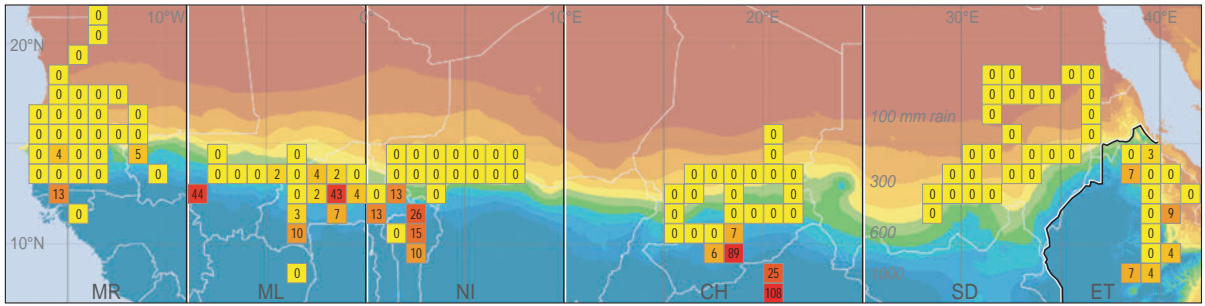 10°W 0° 10°E 20°E 30°E 40°E
0
0
20°N
0
0 0 0 0 0
0 0 0 0 0 0 0 0 0
0 0 0 0 0 100 mm rain 0 0
0 0 0 0 0 0 0 0 0
0 4 0 0 5 0 0 0 0 0 0 0 0 0 0 0 0 0 0 0 0 3
0 0 0 0 0 0 0 0 2 0 4 2 0 0 0 0 0 0 0 0 0 0 0 0 0 0 300 0 0 0 0 7 0 0
13 44 0 2 43 4 0 13 0 0 0 0 0 0 0 0 0 0 0 0 0
0 3 7 13 26 0 0 0 0 0 0 0 9
10 0 15 0 0 0 7 600 0
10°N 10 6 89 0 4
0 25 1000 7 4
MR ML NI CH 108 SD ET